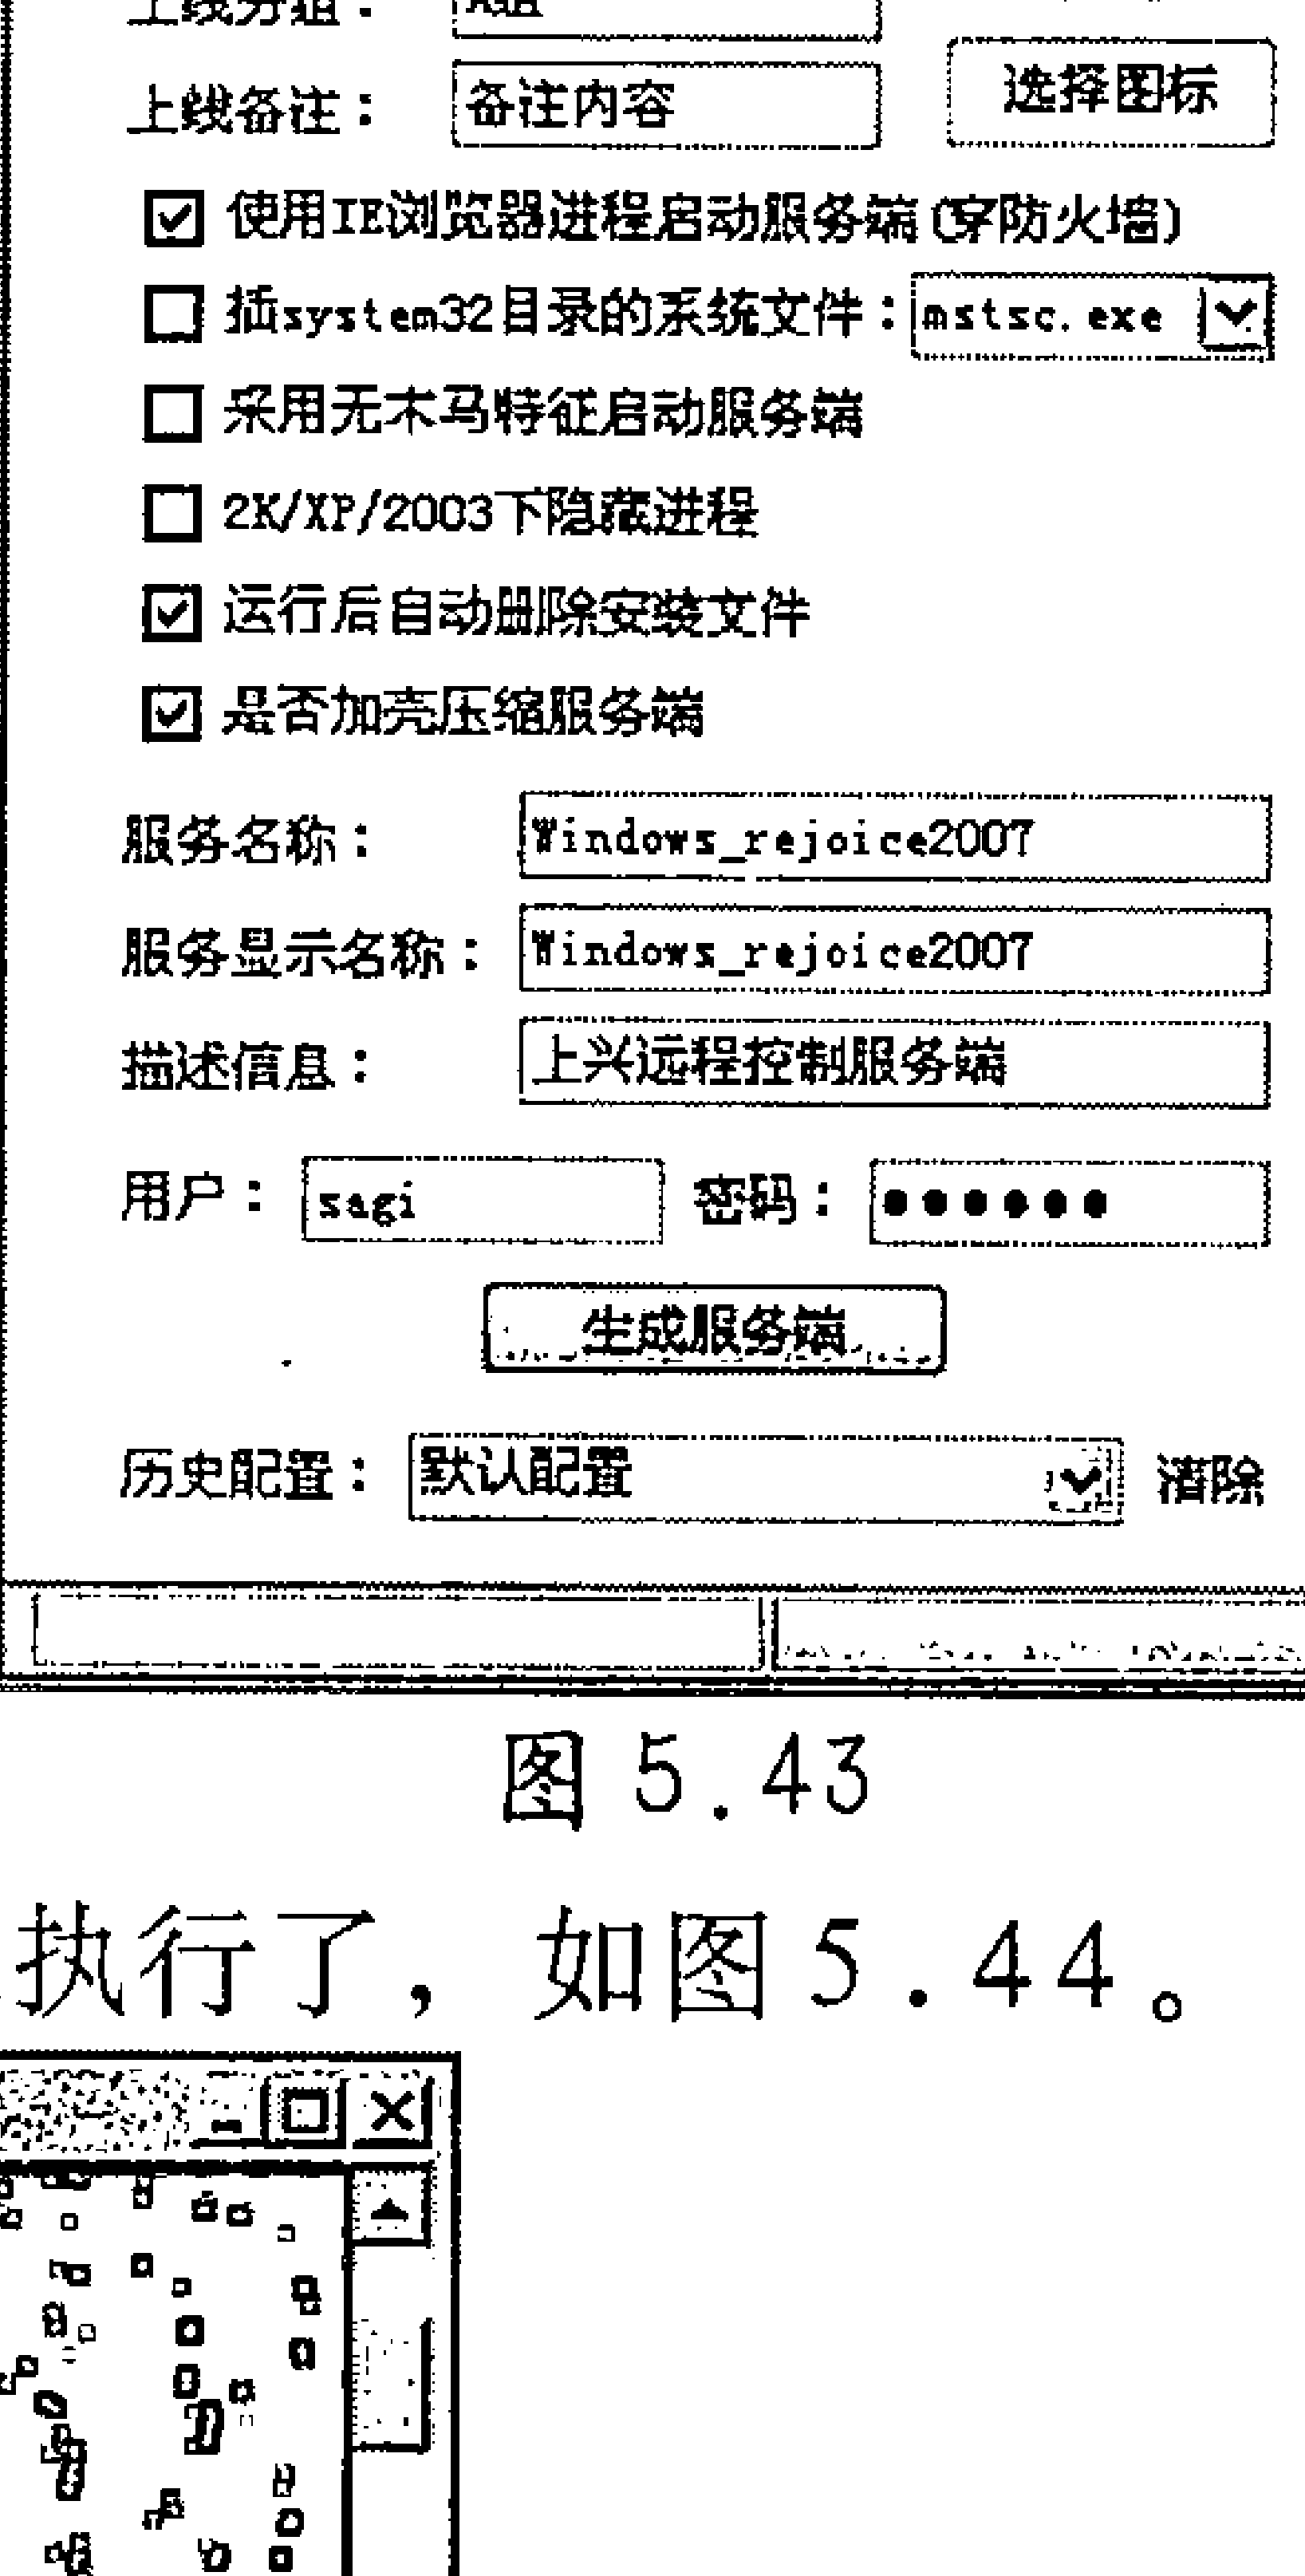 上线分组：
A组
上线备注：
备注内容
选择图标
使用IE浏览器进程启动服务端(穿防火墙)
插system32目录的系统文件：
mstsc.exe
采用无木马特征启动服务端
2K/XP/2003下隐藏进程
运行后自动删除安装文件
是否加壳压缩服务端
服务名称：
Windows_rejoice2007
服务显示名称：
Windows_rejoice2007
描述信息：
上兴远程控制服务端
用户：
sagi
密码：
●●●●●●
生成服务端
历史配置：
默认配置
清除
图 5.43
执行了，如图5.44。